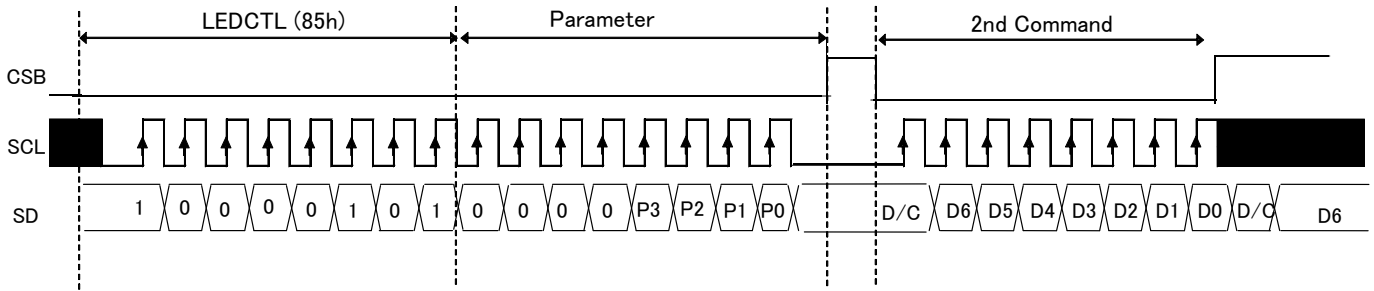 LEDCTL (85h) Parameter 2nd Command
CSB
SCL
SD 1 0 0 0 0 1 0 1 0 0 0 0 P3 P2 P1 P0 D/C D6 D5 D4 D3 D2 D1 D0 D/C D6